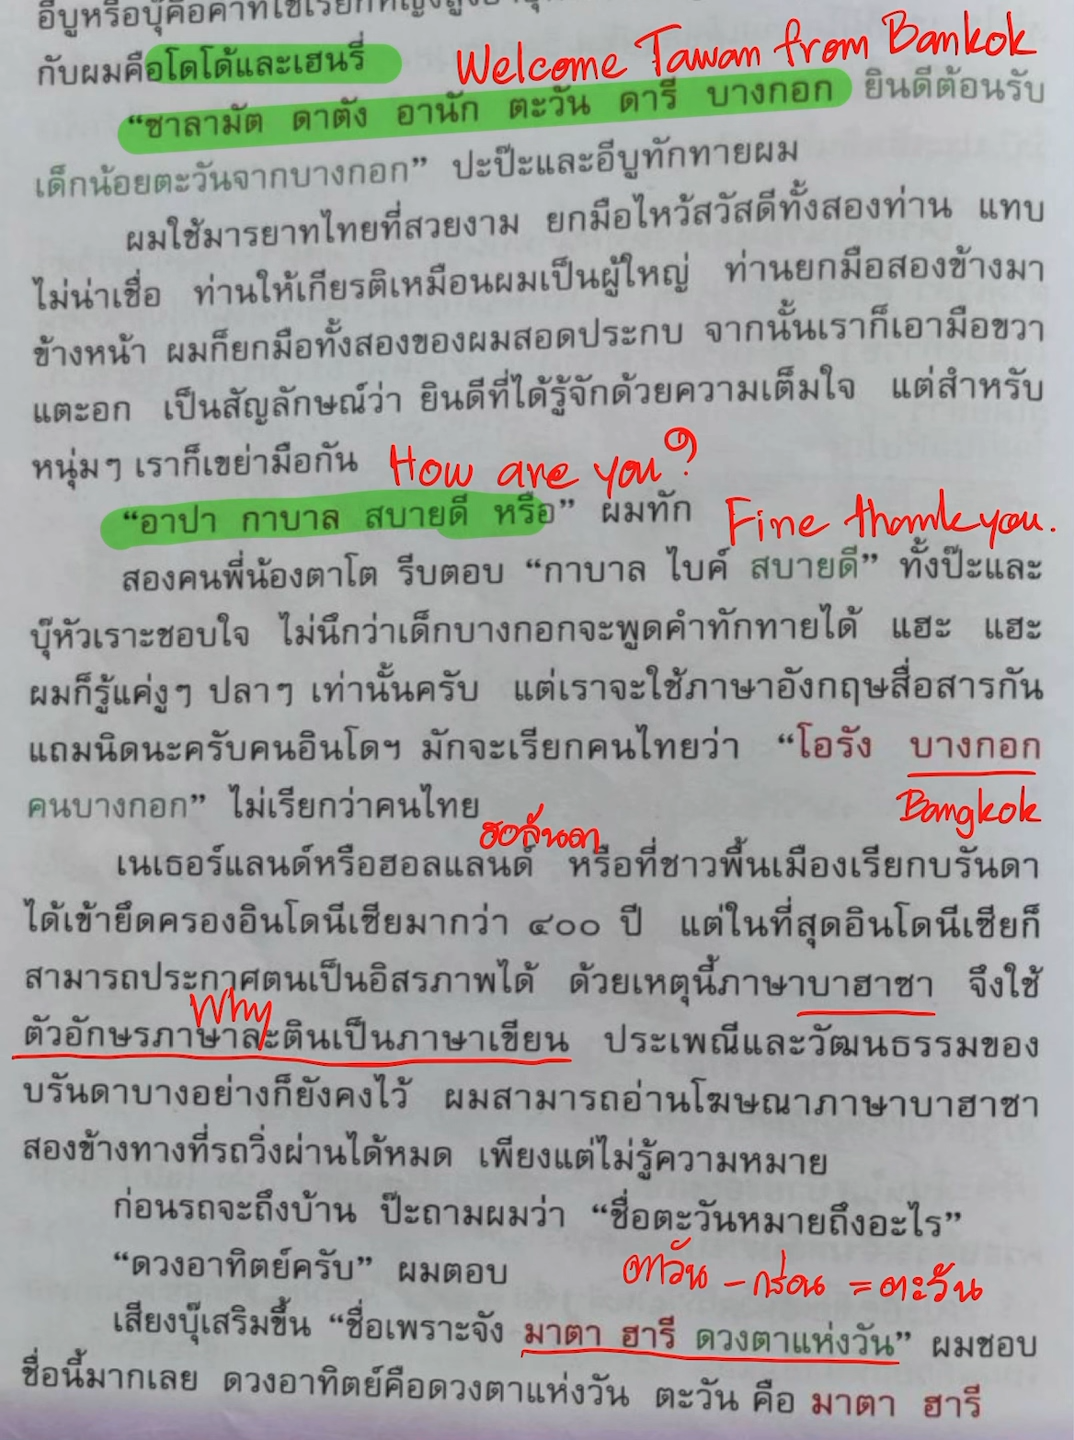 อีบูหรือบุ๊คือคำที่ใช้เรียก
กับผมคือโดโด้และเฮนรี่
Welcome Tawan from Bankok
“ซาลามัต ดาตัง อานัก ตะวัน ดารี บางกอก ยินดีต้อนรับ
เด็กน้อยตะวันจากบางกอก” ปะป๊ะและอีบูทักทายผม
ผมใช้มารยาทไทยที่สวยงาม ยกมือไหว้สวัสดีทั้งสองท่าน แทบ
ไม่น่าเชื่อ ท่านให้เกียรติเหมือนผมเป็นผู้ใหญ่ ท่านยกมือสองข้างมา
ข้างหน้า ผมก็ยกมือทั้งสองของผมสอดประกบ จากนั้นเราก็เอามือขวา
แตะอก เป็นสัญลักษณ์ว่า ยินดีที่ได้รู้จักด้วยความเต็มใจ แต่สำหรับ
หนุ่มๆ เราก็เขย่ามือกัน
How are you?
“อาปา กาบาล สบายดี หรือ” ผมทัก
Fine thank you.
สองคนพี่น้องตาโต รีบตอบ “กาบาล ไบค์ สบายดี” ทั้งป๊ะและ
บุ๊หัวเราะชอบใจ ไม่นึกว่าเด็กบางกอกจะพูดคำทักทายได้ แฮะ แฮะ
ผมก็รู้แค่งูๆ ปลาๆ เท่านั้นครับ แต่เราจะใช้ภาษาอังกฤษสื่อสารกัน
แถมนิดนะครับคนอินโดฯ มักจะเรียกคนไทยว่า “โอรัง บางกอก
คนบางกอก” ไม่เรียกว่าคนไทย
Bangkok
ฮอลันดา
เนเธอร์แลนด์หรือฮอลแลนด์ หรือที่ชาวพื้นเมืองเรียกบรันดา
ได้เข้ายึดครองอินโดนีเซียมากว่า ๔๐๐ ปี แต่ในที่สุดอินโดนีเซียก็
สามารถประกาศตนเป็นอิสรภาพได้ ด้วยเหตุนี้ภาษาบาฮาซา จึงใช้
Why
ตัวอักษรภาษาละตินเป็นภาษาเขียน ประเพณีและวัฒนธรรมของ
บรันดาบางอย่างก็ยังคงไว้ ผมสามารถอ่านโฆษณาภาษาบาฮาซา
สองข้างทางที่รถวิ่งผ่านได้หมด เพียงแต่ไม่รู้ความหมาย
ก่อนรถจะถึงบ้าน ป๊ะถามผมว่า “ชื่อตะวันหมายถึงอะไร”
“ดวงอาทิตย์ครับ” ผมตอบ
ตาวัน – กร่อน = ตะวัน
เสียงบุ๊เสริมขึ้น “ชื่อเพราะจัง มาตา ฮารี ดวงตาแห่งวัน” ผมชอบ
ชื่อนี้มากเลย ดวงอาทิตย์คือดวงตาแห่งวัน ตะวัน คือ มาตา ฮารี